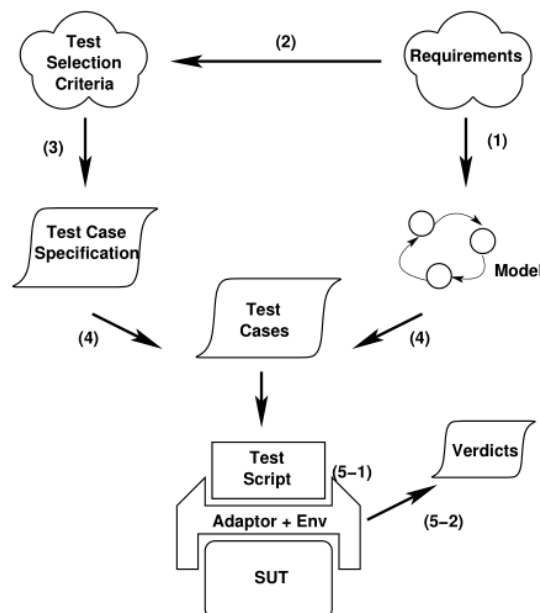 Test
Selection
Criteria
(2)
Requirements
(3)
(1)
Test Case
Specification
Model
(4)
Test
Cases
(4)
Test
Script
(5−1)
Verdicts
Adaptor + Env
(5−2)
SUT